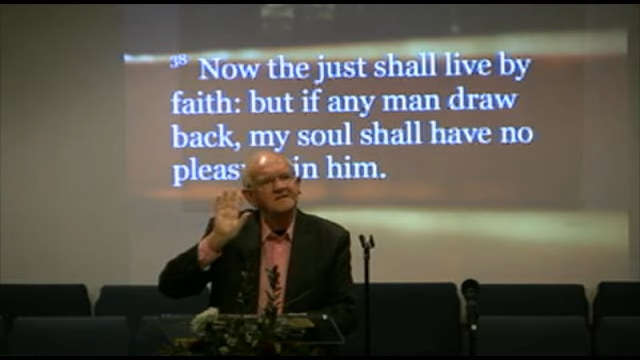 38 Now the just shall live by
faith: but if any man draw
back, my soul shall have no
pleas in him.